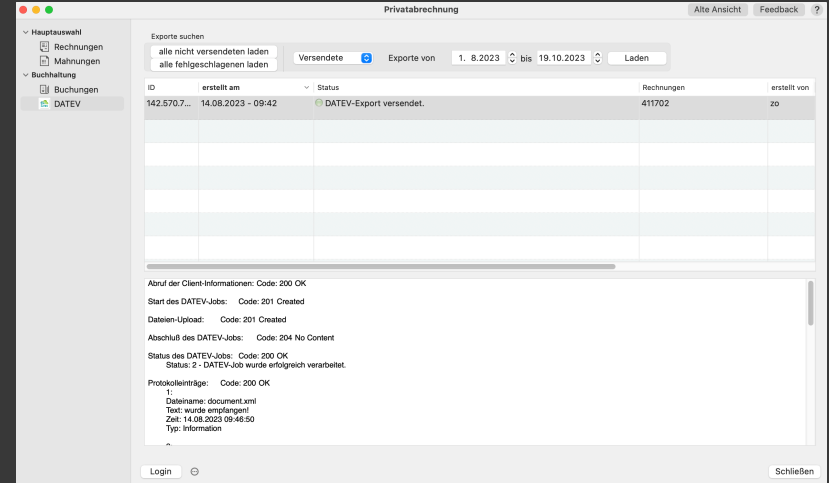 Privatabrechnung
Alte Ansicht
Feedback
?
Hauptauswahl
Rechnungen
Mahnungen
Buchhaltung
Buchungen
DATEV
Exporte suchen
alle nicht versendeten laden
alle fehlgeschlagenen laden
Versendete
Exporte von
1. 8.2023
bis
19.10.2023
Laden
ID
erstellt am
Status
Rechnungen
erstellt von
142.570.7...
14.08.2023 - 09:42
DATEV-Export versendet.
411702
zo
Abruf der Client-Informationen: Code: 200 OK
Start des DATEV-Jobs: Code: 201 Created
Dateien-Upload: Code: 201 Created
Abschluß des DATEV-Jobs: Code: 204 No Content
Status des DATEV-Jobs: Code: 200 OK
Status: 2 - DATEV-Job wurde erfolgreich verarbeitet.
Protokolleinträge: Code: 200 OK
1:
Dateiname: document.xml
Text: wurde empfangen!
Zeit: 14.08.2023 09:46:50
Typ: Information
Login
Schließen